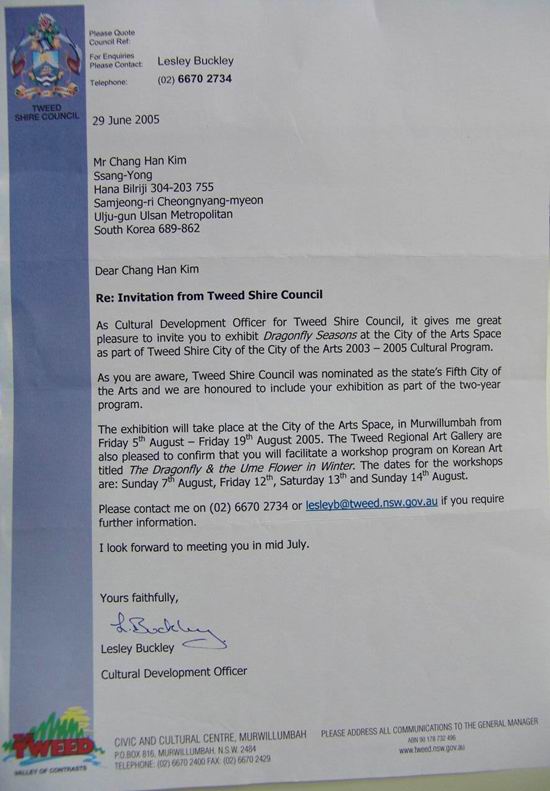 Please Quote
Council Ref:
For Enquiries
Please Contact: Lesley Buckley
Telephone: (02) 6670 2734
TWEED
SHIRE COUNCIL
29 June 2005
Mr Chang Han Kim
Ssang-Yong
Hana Bilriji 304-203 755
Samjeong-ri Cheongnyang-myeon
Ulju-gun Ulsan Metropolitan
South Korea 689-862
Dear Chang Han Kim
Re: Invitation from Tweed Shire Council
As Cultural Development Officer for Tweed Shire Council, it gives me great
pleasure to invite you to exhibit Dragonfly Seasons at the City of the Arts Space
as part of Tweed Shire City of the City of the Arts 2003 – 2005 Cultural Program.
As you are aware, Tweed Shire Council was nominated as the state's Fifth City of
the Arts and we are honoured to include your exhibition as part of the two-year
program.
The exhibition will take place at the City of the Arts Space, in Murwillumbah from
Friday 5th August – Friday 19th August 2005. The Tweed Regional Art Gallery are
also pleased to confirm that you will facilitate a workshop program on Korean Art
titled The Dragonfly & the Ume Flower in Winter. The dates for the workshops
are: Sunday 7th August, Friday 12th, Saturday 13th and Sunday 14th August.
Please contact me on (02) 6670 2734 or lesleyb@tweed.nsw.gov.au if you require
further information.
I look forward to meeting you in mid July.
Yours faithfully,
L. Buckley
Lesley Buckley
Cultural Development Officer
TWEED
VALLEY OF CONTRASTS
CIVIC AND CULTURAL CENTRE, MURWILLUMBAH
P.O.BOX 816, MURWILLUMBAH. N.S.W. 2484
TELEPHONE: (02) 6670 2400 FAX: (02) 6670 2429
PLEASE ADDRESS ALL COMMUNICATIONS TO THE GENERAL MANAGER
ABN 90 178 732 496
www.tweed.nsw.gov.au